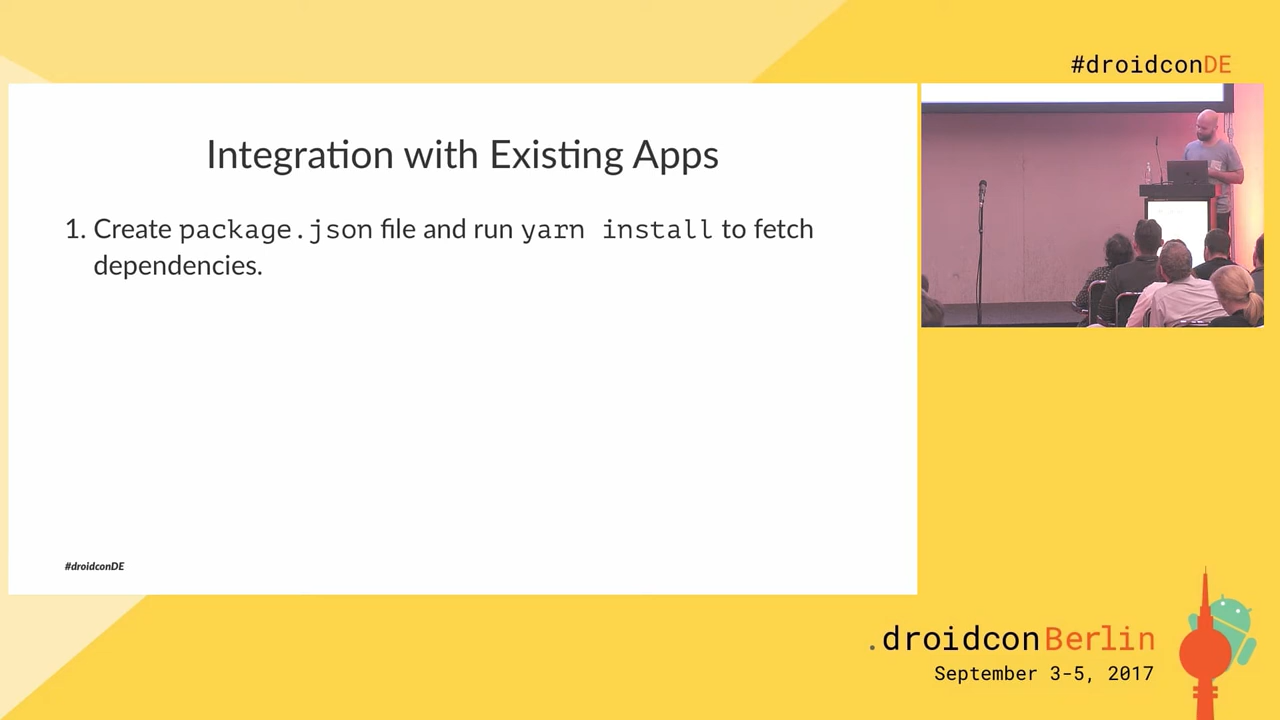 #droidconDE
Integration with Existing Apps
1. Create package.json file and run yarn install to fetch
dependencies.
#droidconDE
.droidconBerlin
September 3-5, 2017